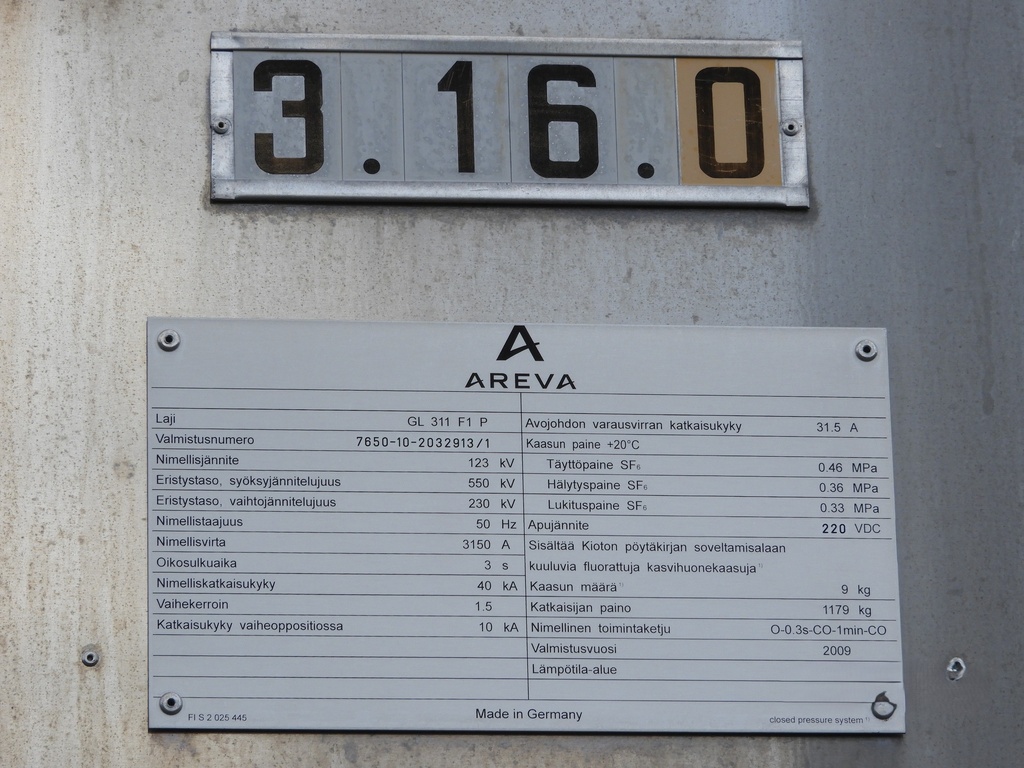 3.16.0
AREVA
Laji GL 311 F1 P
Valmistusnumero 7650-10-2032913/1
Nimellisjännite 123 kV
Eristystaso, syöksyjännitelujuus 550 kV
Eristystaso, vaihtojännitelujuus 230 kV
Nimellistaajuus 50 Hz
Nimellisvirta 3150 A
Oikosulkuaika 3 s
Nimelliskatkaisukyky 40 kA
Vaihekerroin 1.5
Katkaisukyky vaiheoppositiossa 10 kA
Avojohdon varausvirran katkaisukyky 31.5 A
Kaasun paine +20°C
Täyttöpaine SF₆ 0.46 MPa
Hälytyspaine SF₆ 0.36 MPa
Lukituspaine SF₆ 0.33 MPa
Apujännite 220 VDC
Sisältää Kioton pöytäkirjan soveltamisalaan
kuuluvia fluorattuja kasvihuonekaasuja ¹⁾
Kaasun määrä ¹⁾ 9 kg
Katkaisijan paino 1179 kg
Nimellinen toimintaketju O-0.3s-CO-1min-CO
Valmistusvuosi 2009
Lämpötila-alue
FI S 2 025 445 Made in Germany closed pressure system ¹⁾